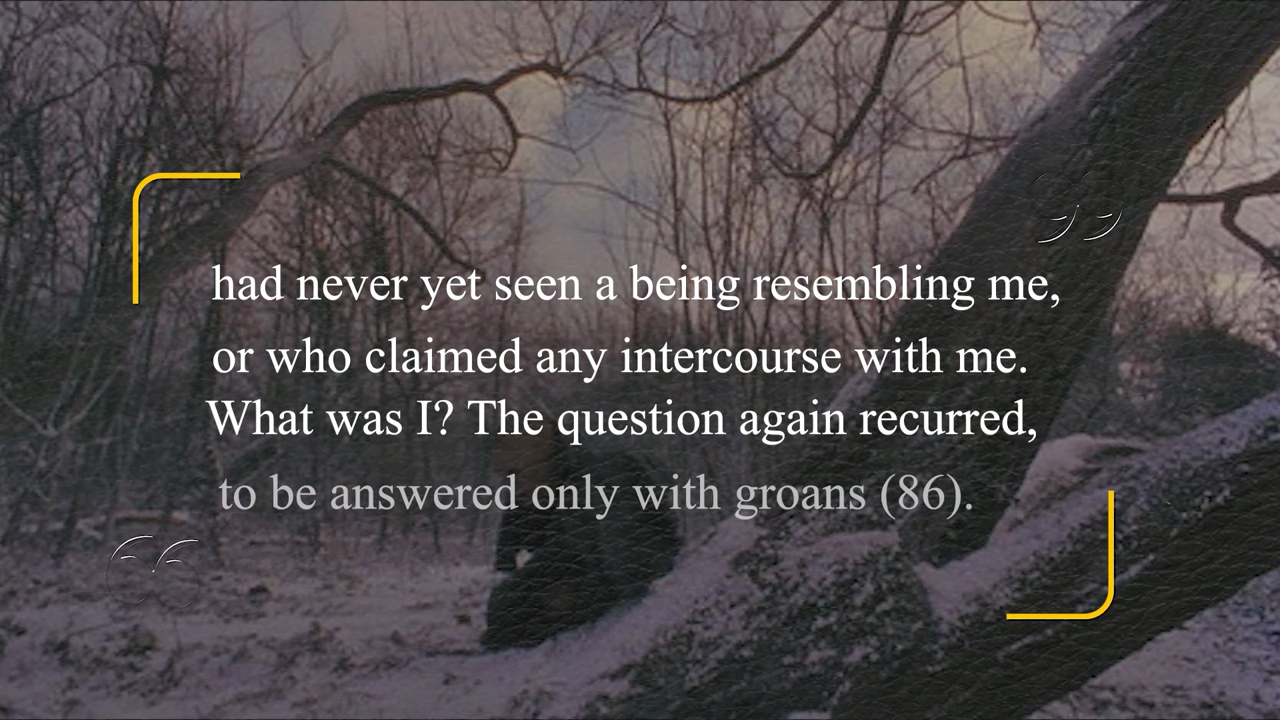 had never yet seen a being resembling me,
or who claimed any intercourse with me.
What was I? The question again recurred,
to be answered only with groans (86).